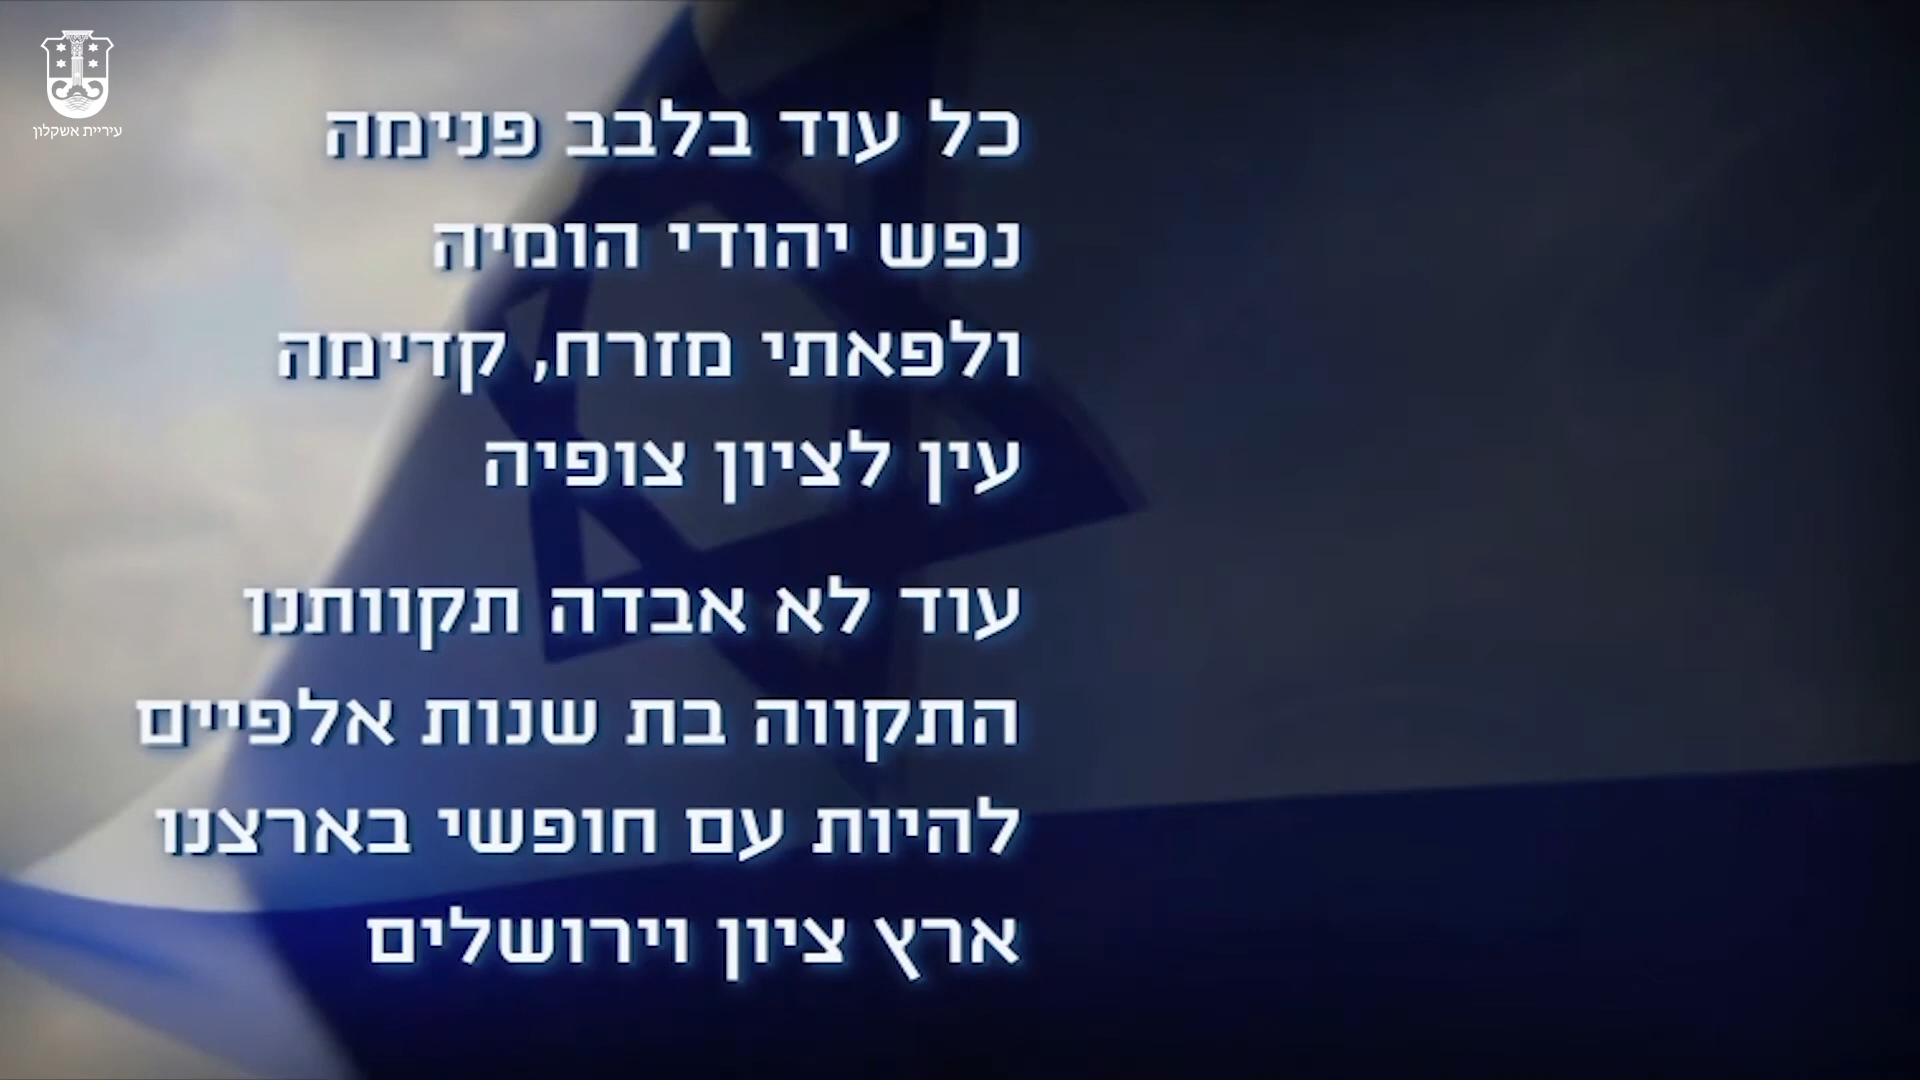 עיריית אשקלון
כל עוד בלבב פנימה
נפש יהודי הומיה
ולפאתי מזרח, קדימה
עין לציון צופיה
עוד לא אבדה תקוותנו
התקווה בת שנות אלפיים
להיות עם חופשי בארצנו
ארץ ציון וירושלים